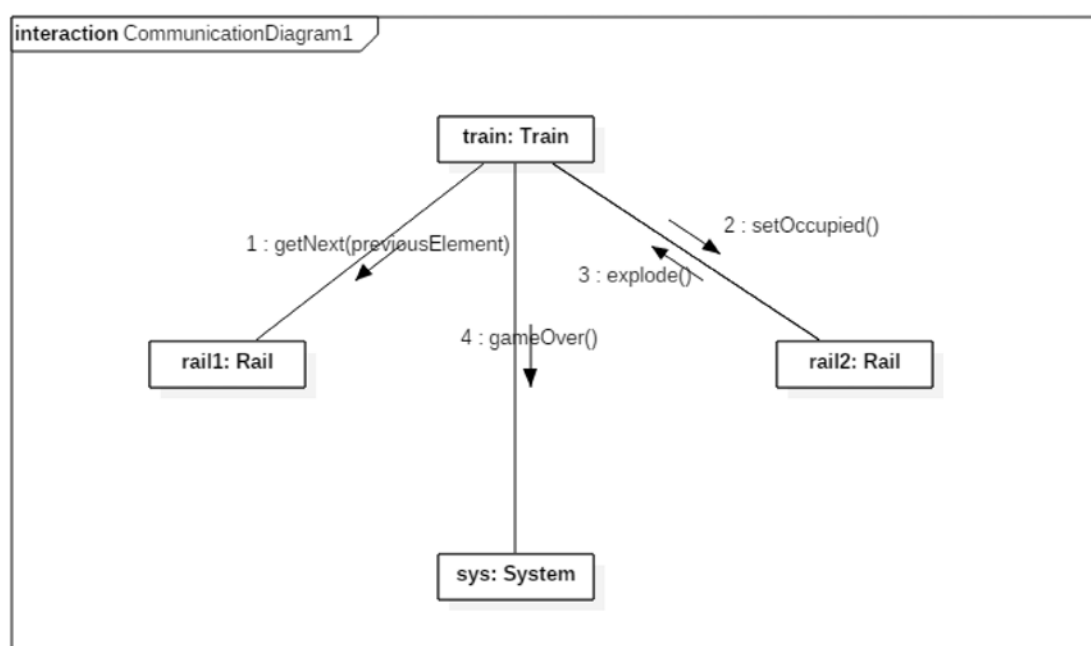 interaction CommunicationDiagram1
train: Train
2 : setOccupied()
1 : getNext(previousElement)
3 : explode()
4 : gameOver()
rail1: Rail
rail2: Rail
sys: System